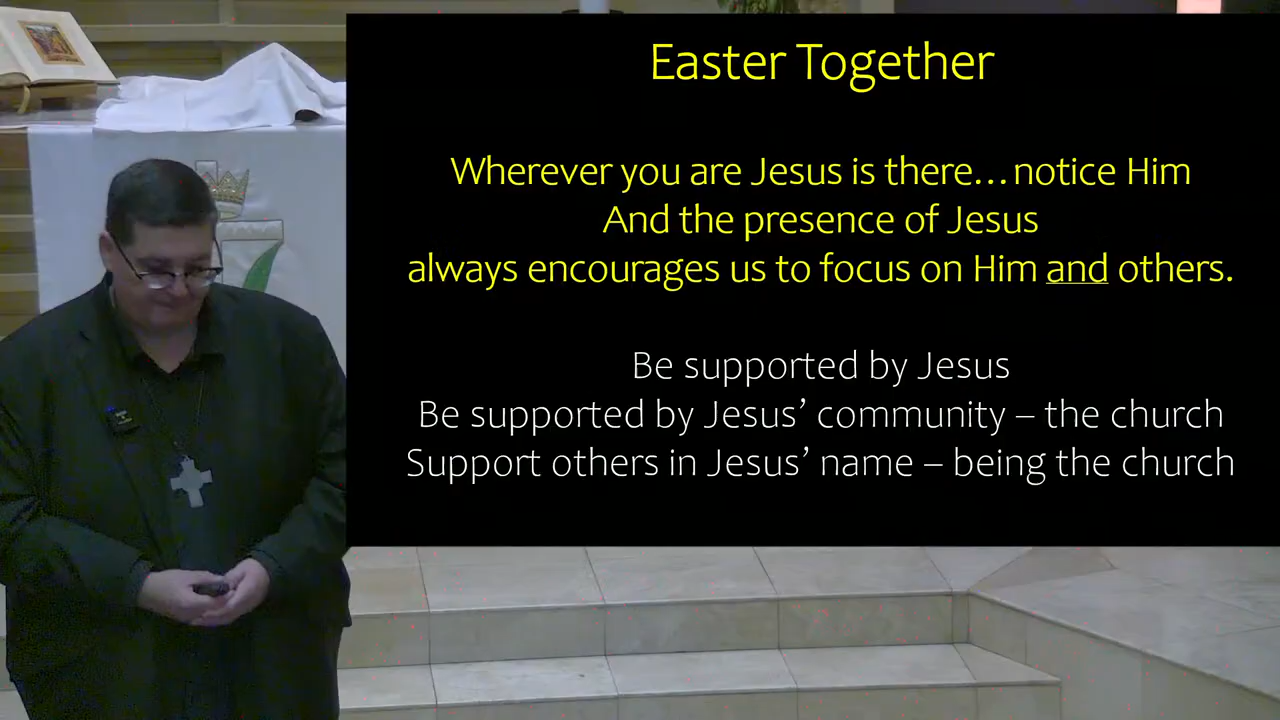 Easter Together
Wherever you are Jesus is there…notice Him
And the presence of Jesus
always encourages us to focus on Him and others.
Be supported by Jesus
Be supported by Jesus’ community – the church
Support others in Jesus’ name – being the church